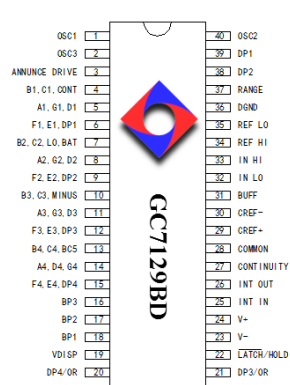 OSC1 1 40 OSC2
OSC3 2 39 DP1
ANNUNCE DRIVE 3 38 DP2
B1, C1, CONT 4 37 RANGE
A1, G1, D1 5 36 DGND
F1, E1, DP1 6 35 REF LO
B2, C2, LO, BAT 7 34 REF HI
A2, G2, D2 8 33 IN HI
F2, E2, DP2 9 32 IN LO
B3, C3, MINUS 10 31 BUFF
A3, G3, D3 11 30 CREF-
F3, E3, DP3 12 29 CREF+
B4, C4, BC5 13 28 COMMON
A4, D4, G4 14 27 CONTINUITY
F4, E4, DP4 15 26 INT OUT
BP3 16 25 INT IN
BP2 17 24 V+
BP1 18 23 V-
VDISP 19 22 LATCH/HOLD
DP4/OR 20 21 DP3/OR
GC7129BD